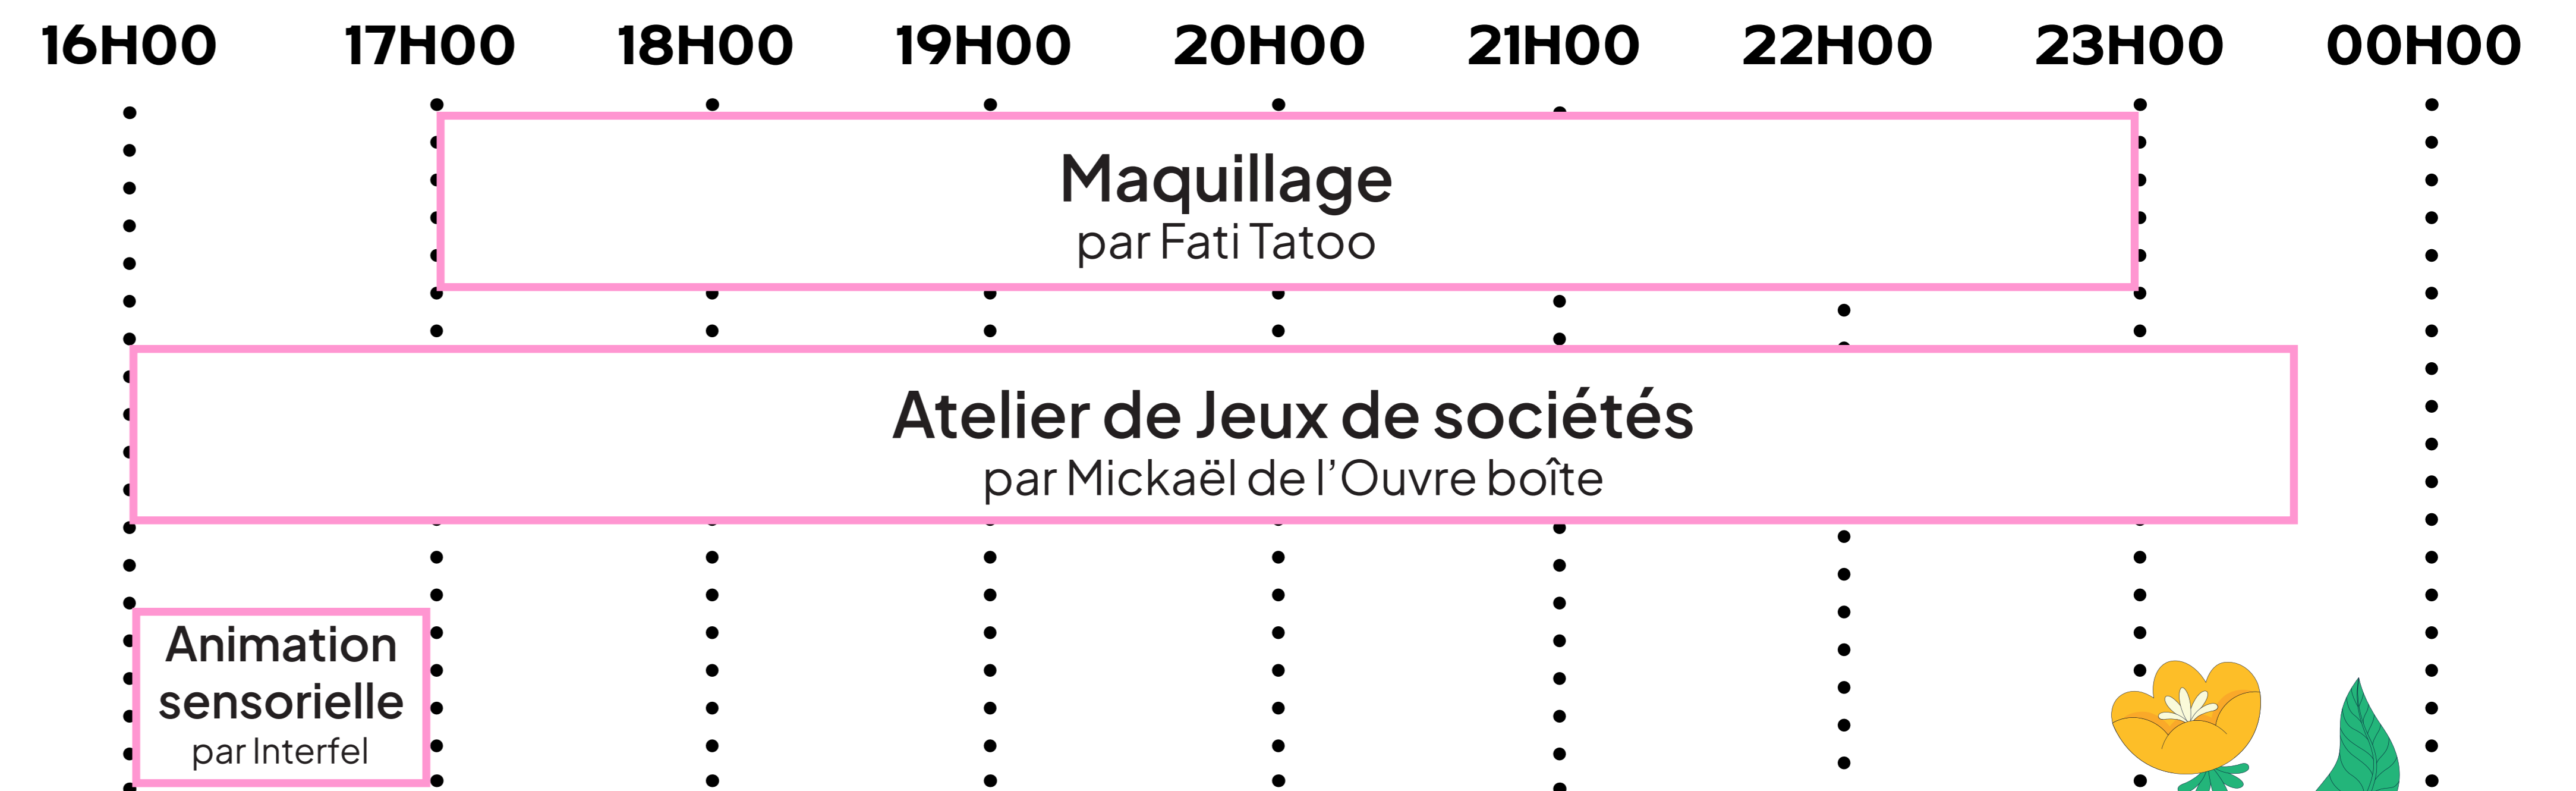 16H00 17H00 18H00 19H00 20H00 21H00 22H00 23H00 00H00
Maquillage
par Fati Tatoo
Atelier de Jeux de sociétés
par Mickaël de l'Ouvre boîte
Animation
sensorielle
par Interfel